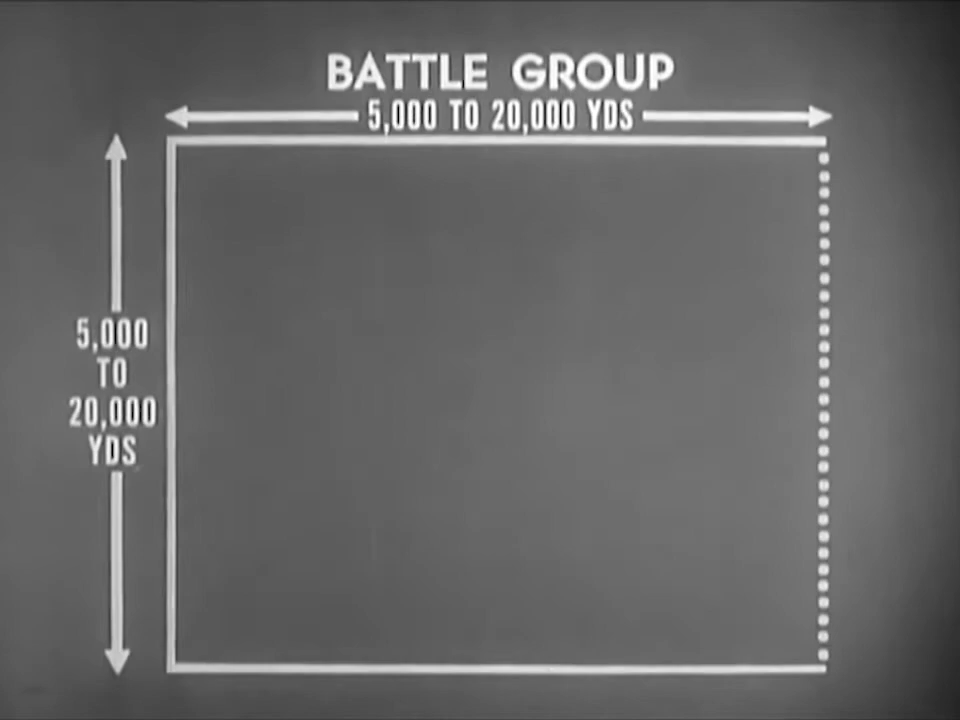 BATTLE GROUP
5,000 TO 20,000 YDS
5,000
TO
20,000
YDS